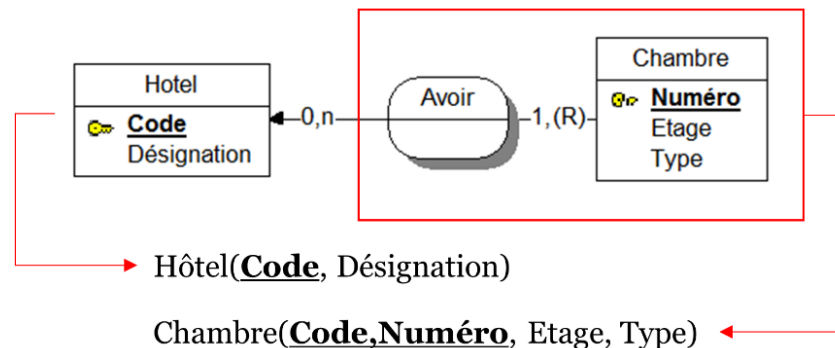 Hotel
Code
Désignation
0,n
Avoir
1,(R)
Chambre
Numéro
Etage
Type
Hôtel(Code, Désignation)
Chambre(Code,Numéro, Etage, Type)